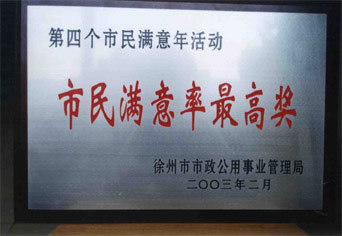 第四个市民满意年活动
市民满意率最高奖
徐州市市政公用事业管理局
二〇〇三年二月